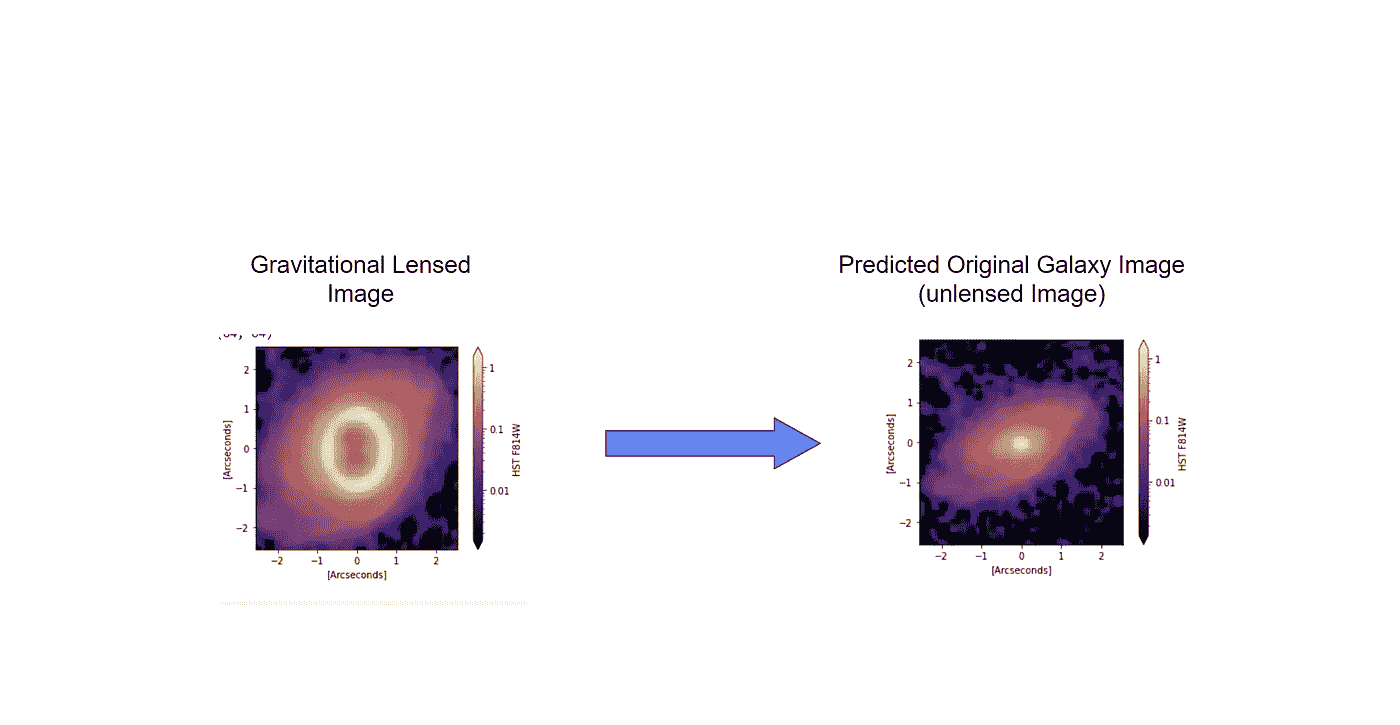 Gravitational Lensed
Image
Predicted Original Galaxy Image
(unlensed Image)
2
1
0
−1
−2
[Arcseconds]
−2 −1 0 1 2
[Arcseconds]
1
0.1
0.01
HST F814W
2
1
0
−1
−2
[Arcseconds]
−2 −1 0 1 2
[Arcseconds]
1
0.1
0.01
HST F814W